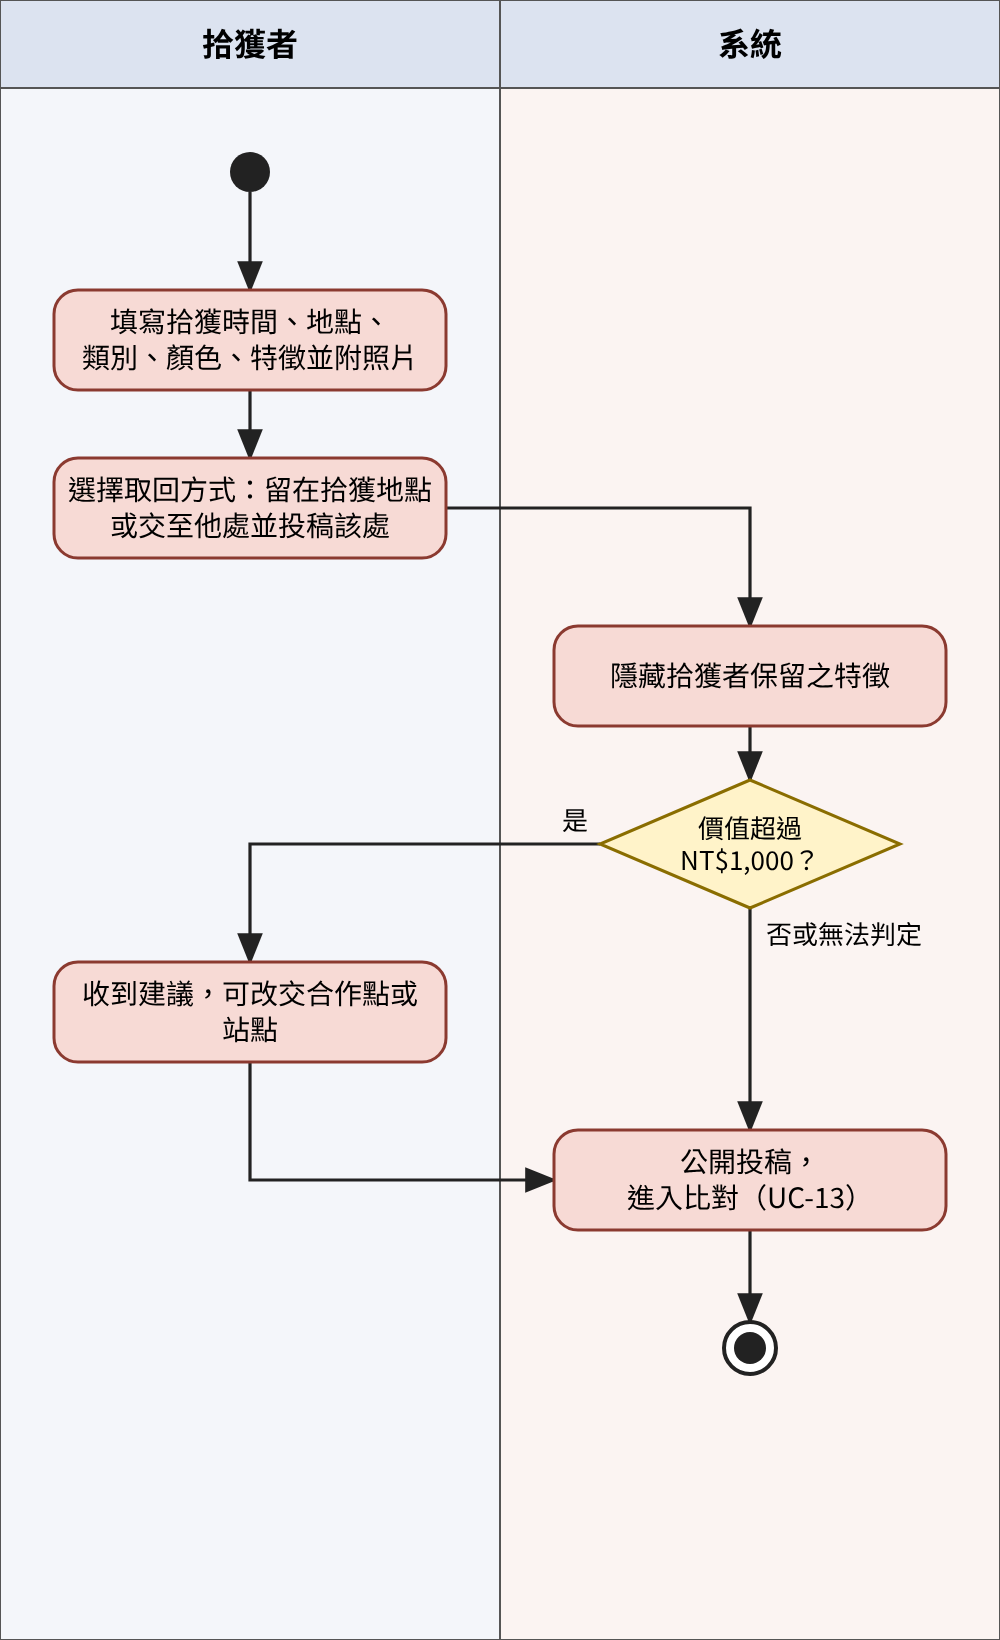 拾獲者
系統
填寫拾獲時間、地點、
類別、顏色、特徵並附照片
選擇取回方式：留在拾獲地點
或交至他處並投稿該處
隱藏拾獲者保留之特徵
是
價值超過
NT$1,000？
否或無法判定
收到建議，可改交合作點或
站點
公開投稿，
進入比對（UC-13）